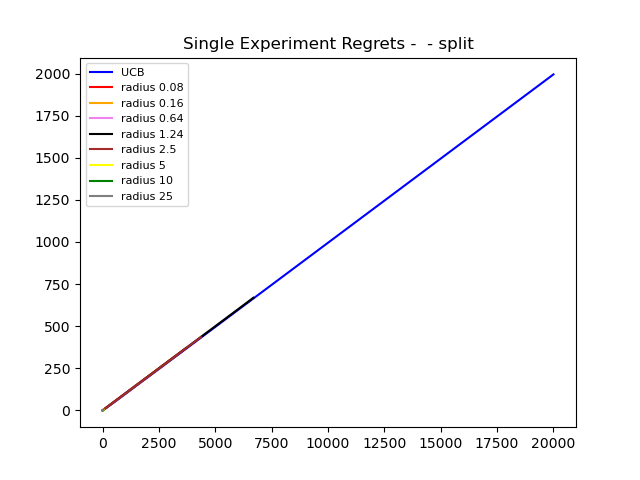 Single Experiment Regrets -  - split
UCB
radius 0.08
radius 0.16
radius 0.64
radius 1.24
radius 2.5
radius 5
radius 10
radius 25
2000
1750
1500
1250
1000
750
500
250
0
0 2500 5000 7500 10000 12500 15000 17500 20000